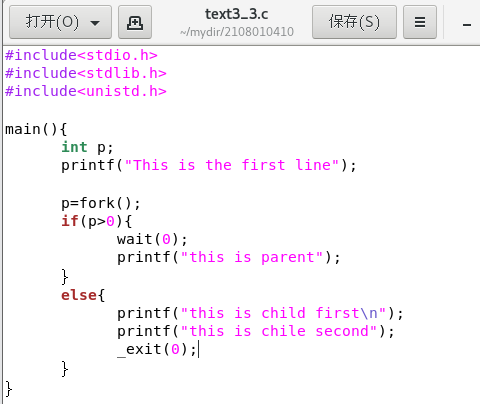 打开(O)
text3_3.c
~/mydir/2108010410
保存(S)
#include<stdio.h>
#include<stdlib.h>
#include<unistd.h>
main(){
int p;
printf("This is the first line");
p=fork();
if(p>0){
wait(0);
printf("this is parent");
}
else{
printf("this is child first\n");
printf("this is chile second");
_exit(0);
}
}